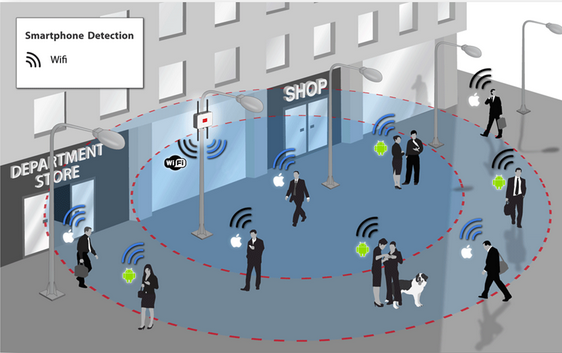 Smartphone Detection
Wifi
SHOP
DEPARTMENT
STORE
WiFi